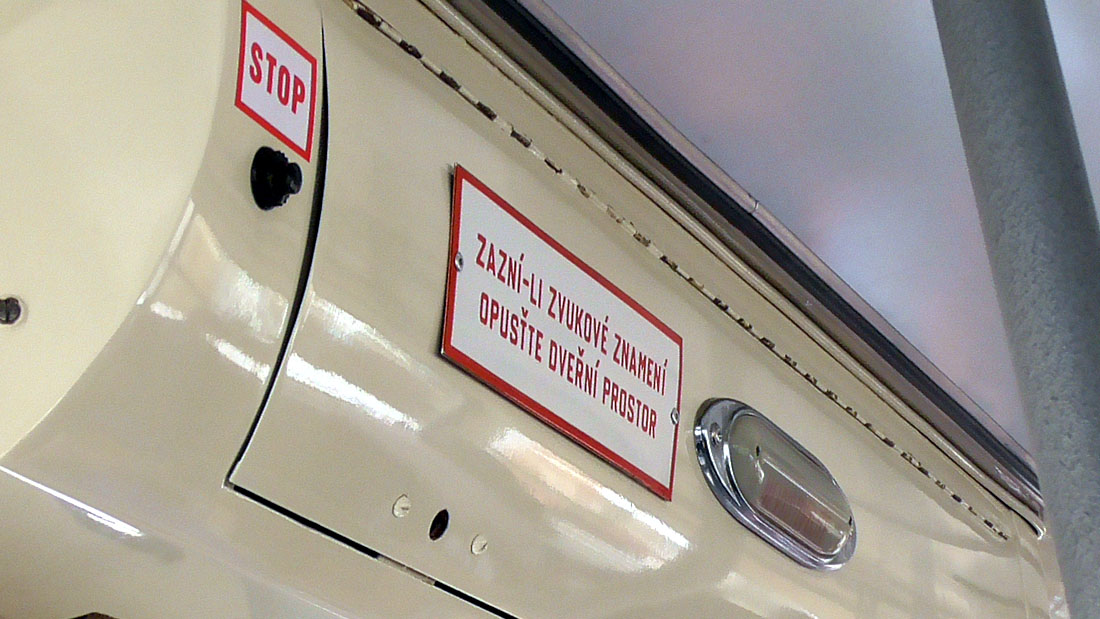 STOP
ZAZNÍ-LI ZVUKOVÉ ZNAMENÍ
OPUSŤTE DVEŘNÍ PROSTOR